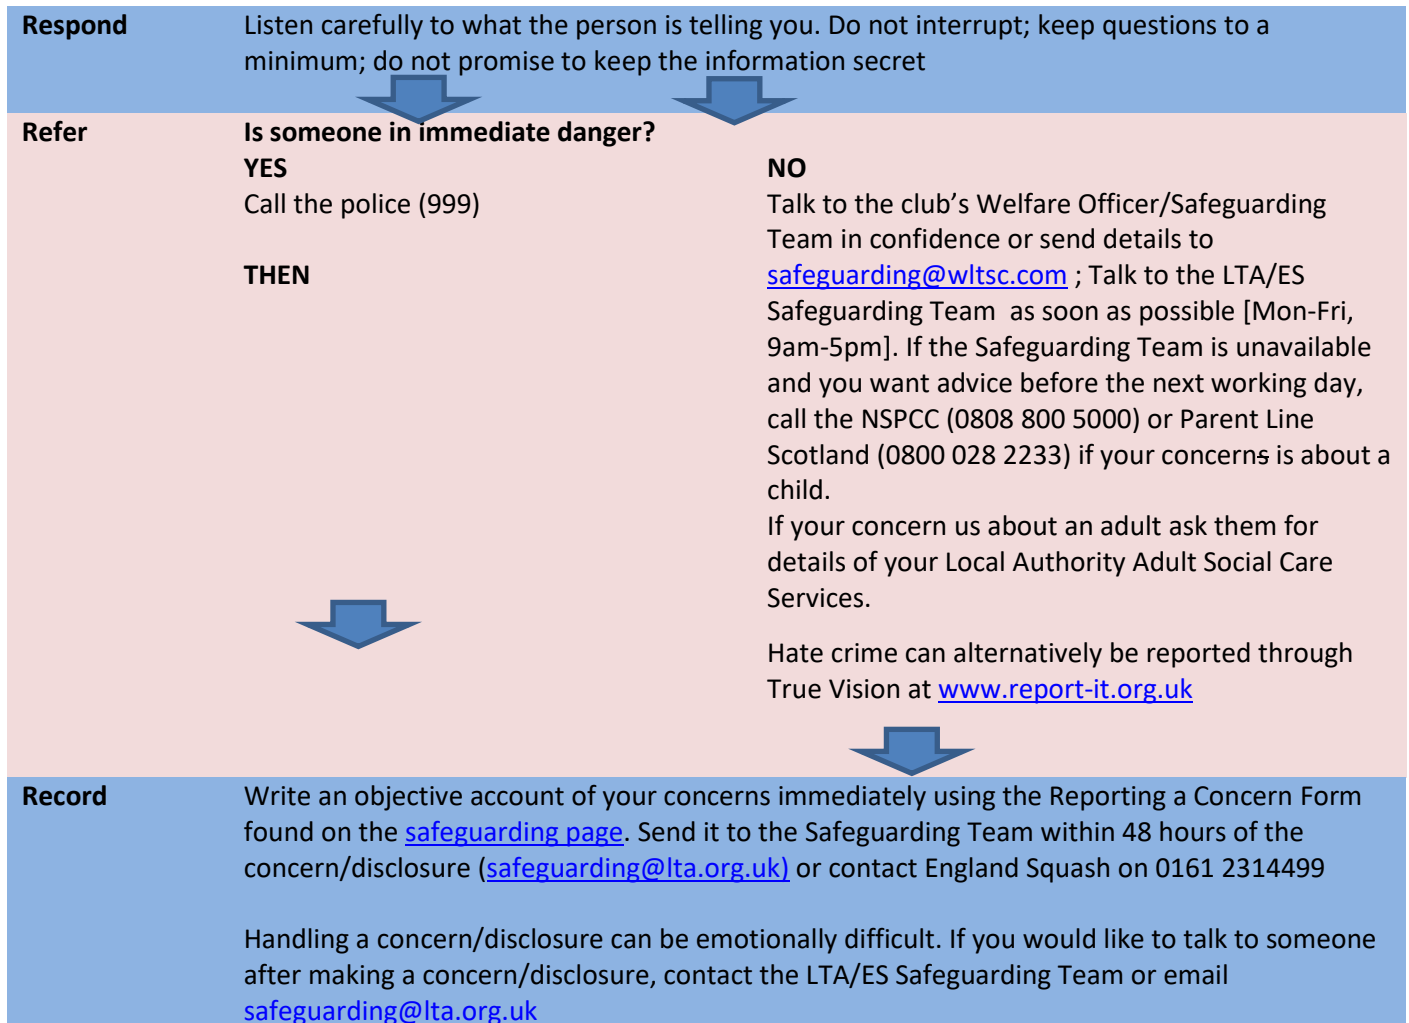 Respond
Listen carefully to what the person is telling you. Do not interrupt; keep questions to a
minimum; do not promise to keep the information secret
Refer
Is someone in immediate danger?
YES
Call the police (999)
THEN
NO
Talk to the club’s Welfare Officer/Safeguarding
Team in confidence or send details to
safeguarding@wltsc.com ; Talk to the LTA/ES
Safeguarding Team  as soon as possible [Mon-Fri,
9am-5pm]. If the Safeguarding Team is unavailable
and you want advice before the next working day,
call the NSPCC (0808 800 5000) or Parent Line
Scotland (0800 028 2233) if your concerns is about a
child.
If your concern us about an adult ask them for
details of your Local Authority Adult Social Care
Services.
Hate crime can alternatively be reported through
True Vision at www.report-it.org.uk
Record
Write an objective account of your concerns immediately using the Reporting a Concern Form
found on the safeguarding page. Send it to the Safeguarding Team within 48 hours of the
concern/disclosure (safeguarding@lta.org.uk) or contact England Squash on 0161 2314499
Handling a concern/disclosure can be emotionally difficult. If you would like to talk to someone
after making a concern/disclosure, contact the LTA/ES Safeguarding Team or email
safeguarding@lta.org.uk